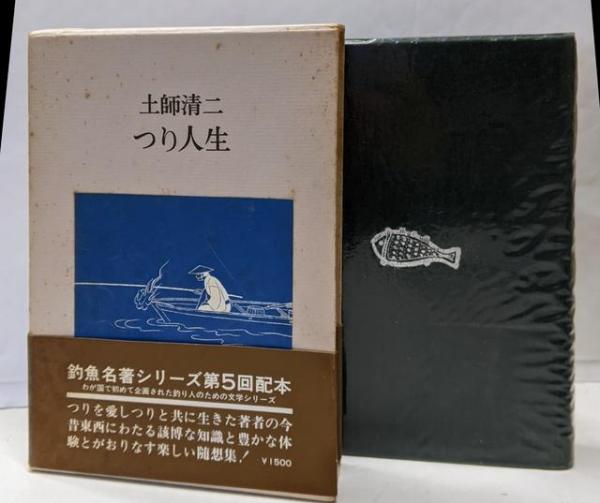 土師清二
つり人生
釣魚名著シリーズ第5回配本
わが国で初めて企画された釣り人のための文学シリーズ
つりを愛しつりと共に生きた著者の今
昔東西にわたる該博な知識と豊かな体
験とがおりなす楽しい随想集！
￥1500